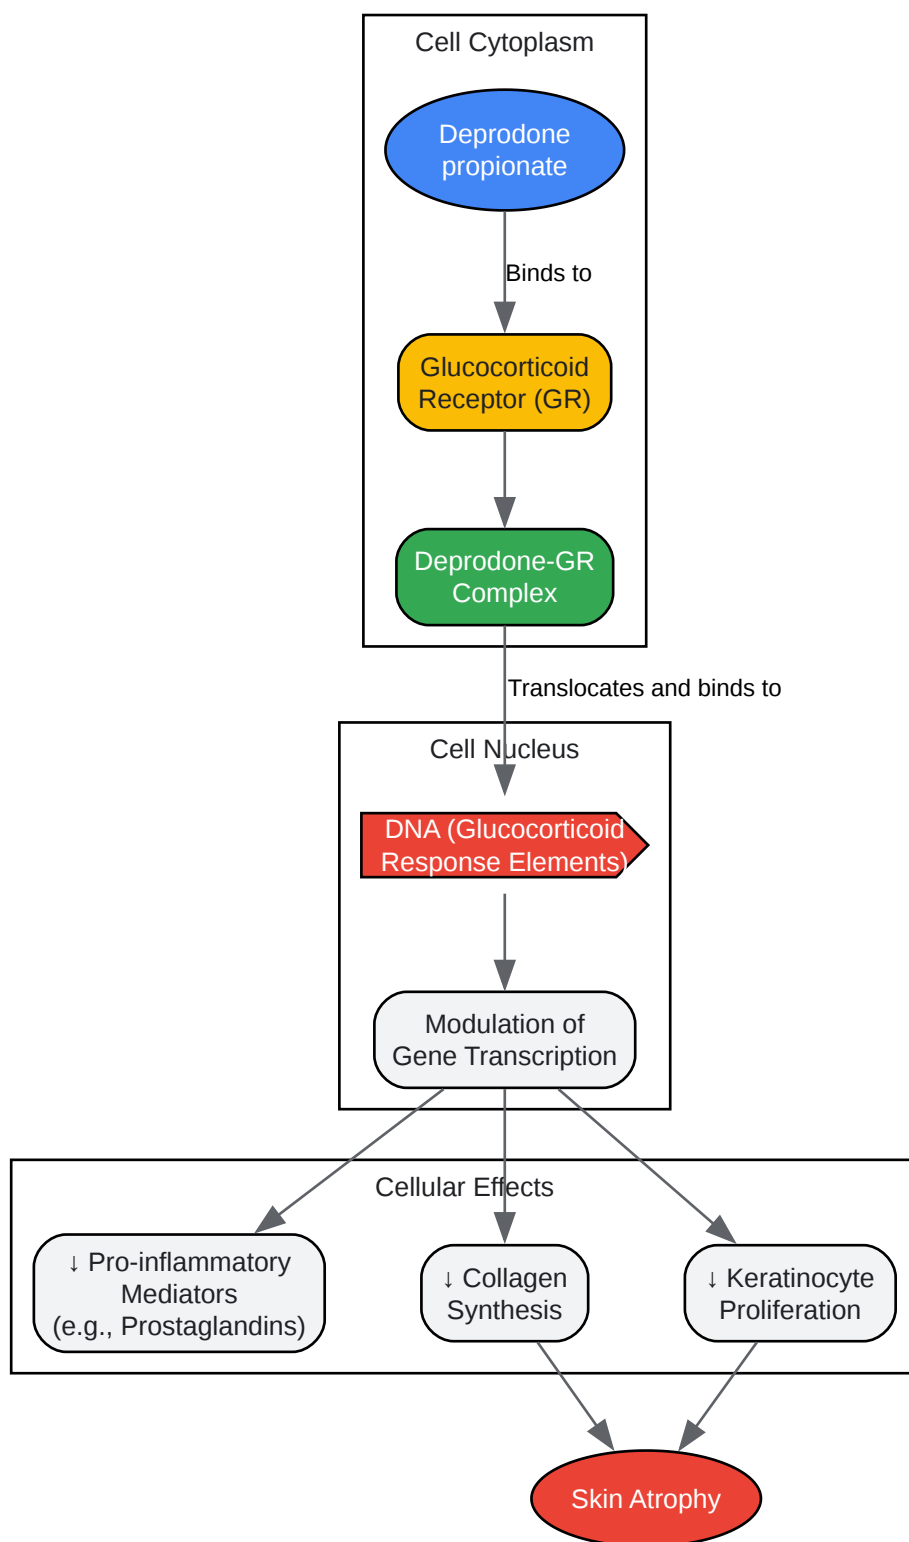 Cell Cytoplasm
Deprodone
propionate
Binds to
Glucocorticoid
Receptor (GR)
Deprodone-GR
Complex
Translocates and binds to
Cell Nucleus
DNA (Glucocorticoid
Response Elements)
Modulation of
Gene Transcription
Cellular Effects
↓ Pro-inflammatory
Mediators
(e.g., Prostaglandins)
↓ Collagen
Synthesis
↓ Keratinocyte
Proliferation
Skin Atrophy